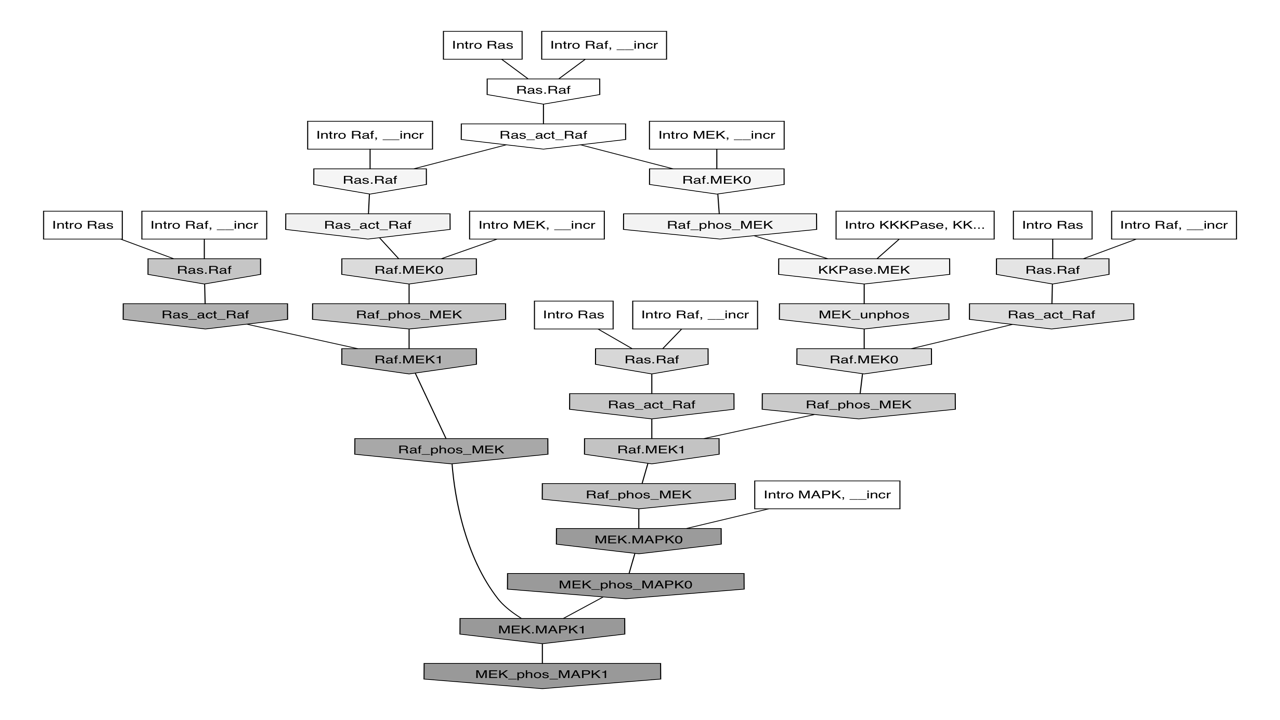 Intro Ras
Intro Raf, __incr
Ras.Raf
Intro Raf, __incr
Ras_act_Raf
Intro MEK, __incr
Ras.Raf
Raf.MEK0
Intro Ras
Intro Raf, __incr
Ras_act_Raf
Intro MEK, __incr
Raf_phos_MEK
Intro KKKPase, KK...
Intro Ras
Intro Raf, __incr
Ras.Raf
Raf.MEK0
KKPase.MEK
Ras.Raf
Ras_act_Raf
Raf_phos_MEK
Intro Ras
Intro Raf, __incr
MEK_unphos
Ras_act_Raf
Raf.MEK1
Ras.Raf
Raf.MEK0
Ras_act_Raf
Raf_phos_MEK
Raf_phos_MEK
Raf.MEK1
Raf_phos_MEK
Intro MAPK, __incr
MEK.MAPK0
MEK_phos_MAPK0
MEK.MAPK1
MEK_phos_MAPK1